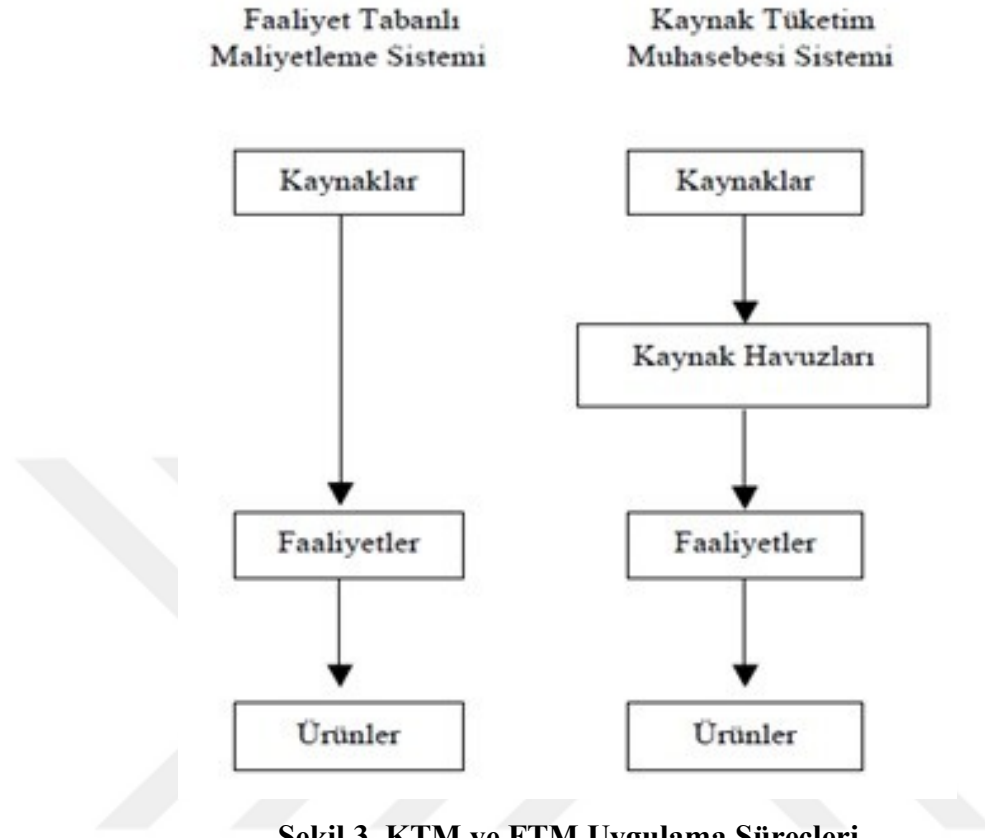 Faaliyet Tabanlı
Maliyetleme Sistemi
Kaynak Tüketim
Muhasebesi Sistemi
Kaynaklar
Kaynaklar
Kaynak Havuzları
Faaliyetler
Faaliyetler
Ürünler
Ürünler
Şekil 3. KTM ve FTM Uygulama Süreçleri